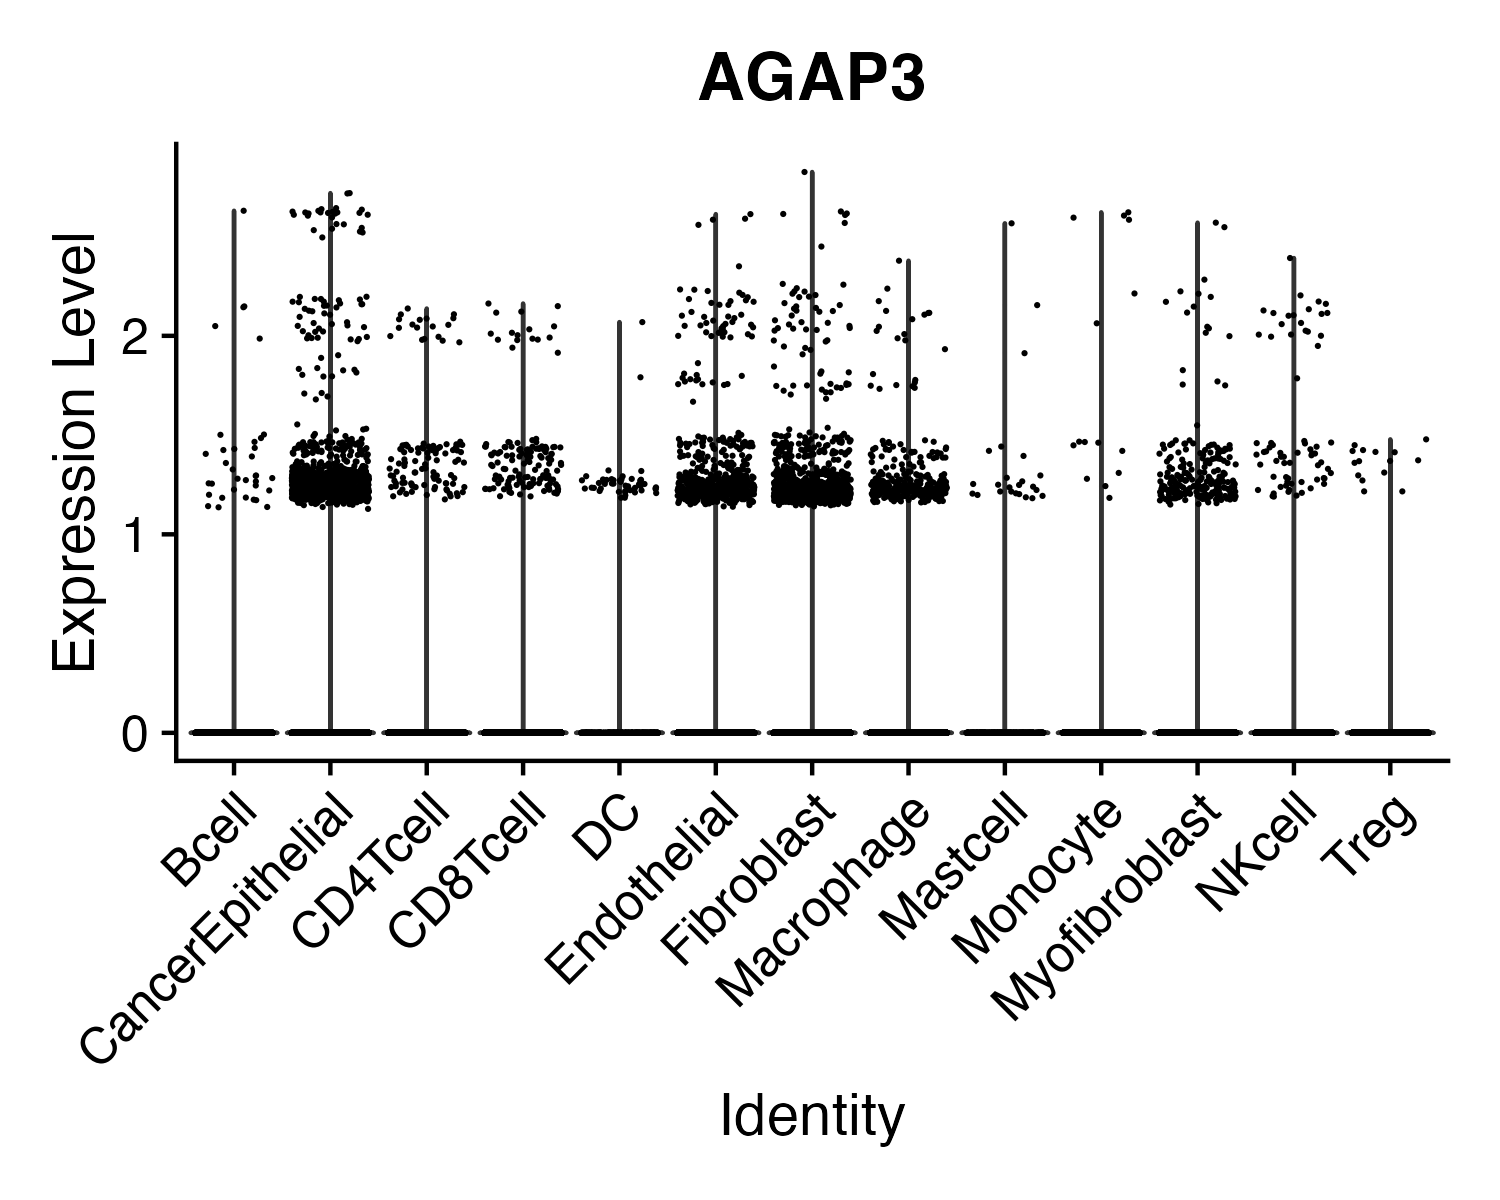 AGAP3
Expression Level
2
1
0
Bcell
CancerEpithelial
CD4Tcell
CD8Tcell
DC
Endothelial
Fibroblast
Macrophage
Mastcell
Monocyte
Myofibroblast
NKcell
Treg
Identity